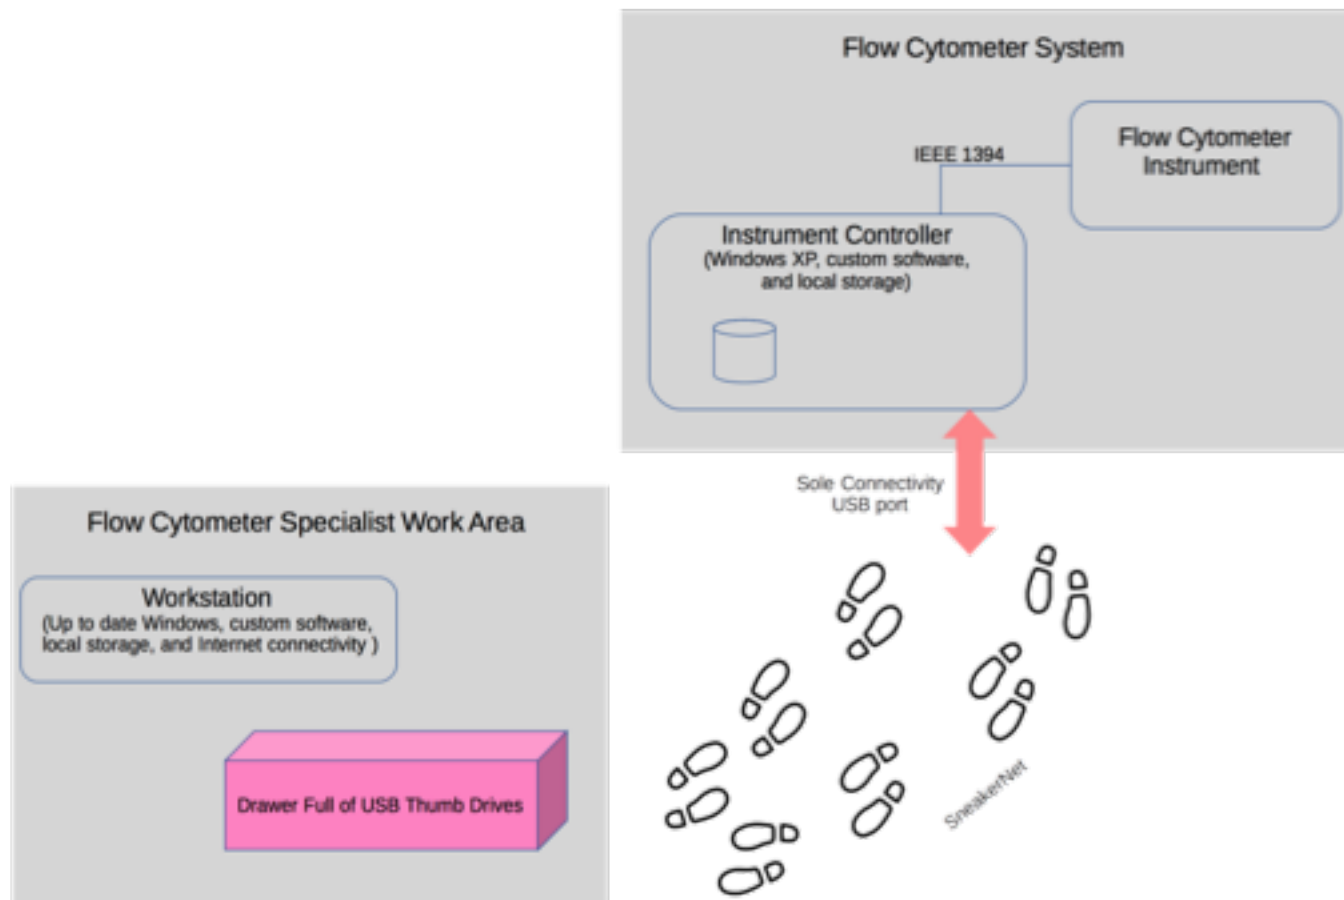 Flow Cytometer System
Flow Cytometer
Instrument
IEEE 1394
Instrument Controller
(Windows XP, custom software,
and local storage)
Sole Connectivity
USB port
Flow Cytometer Specialist Work Area
Workstation
(Up to date Windows, custom software,
local storage, and Internet connectivity )
Drawer Full of USB Thumb Drives
SneakerNet